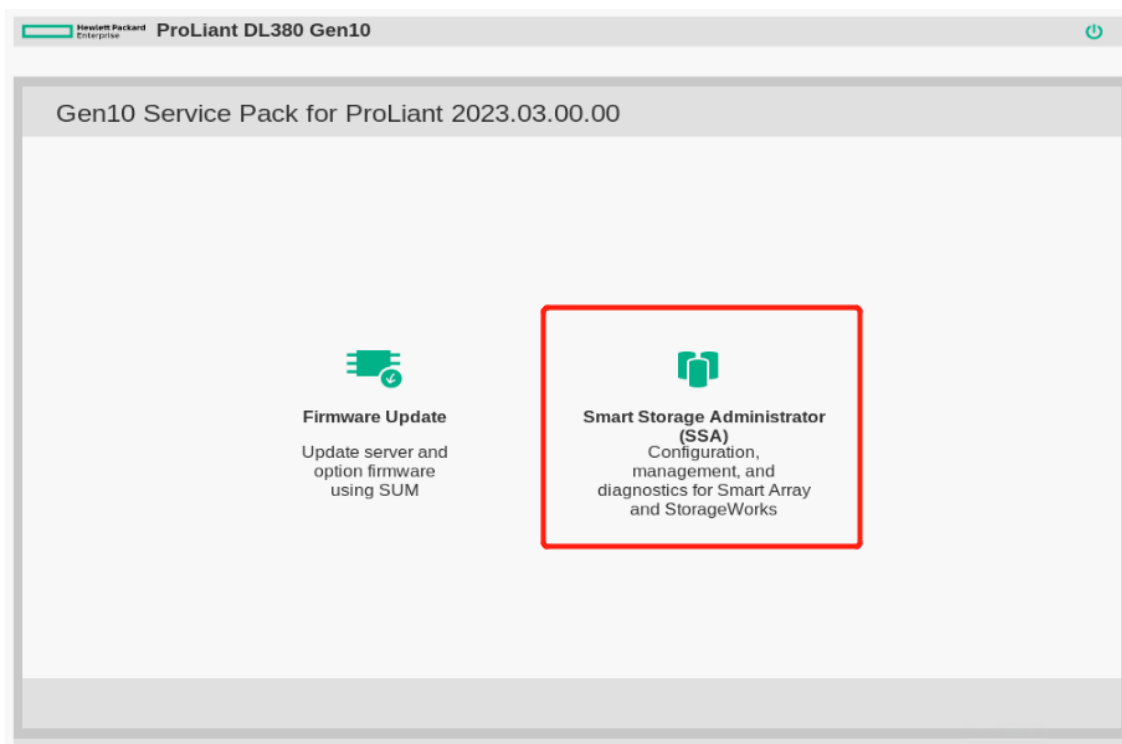 Hewlett Packard
Enterprise
ProLiant DL380 Gen10
Gen10 Service Pack for ProLiant 2023.03.00.00
Firmware Update
Update server and
option firmware
using SUM
Smart Storage Administrator
(SSA)
Configuration,
management, and
diagnostics for Smart Array
and StorageWorks